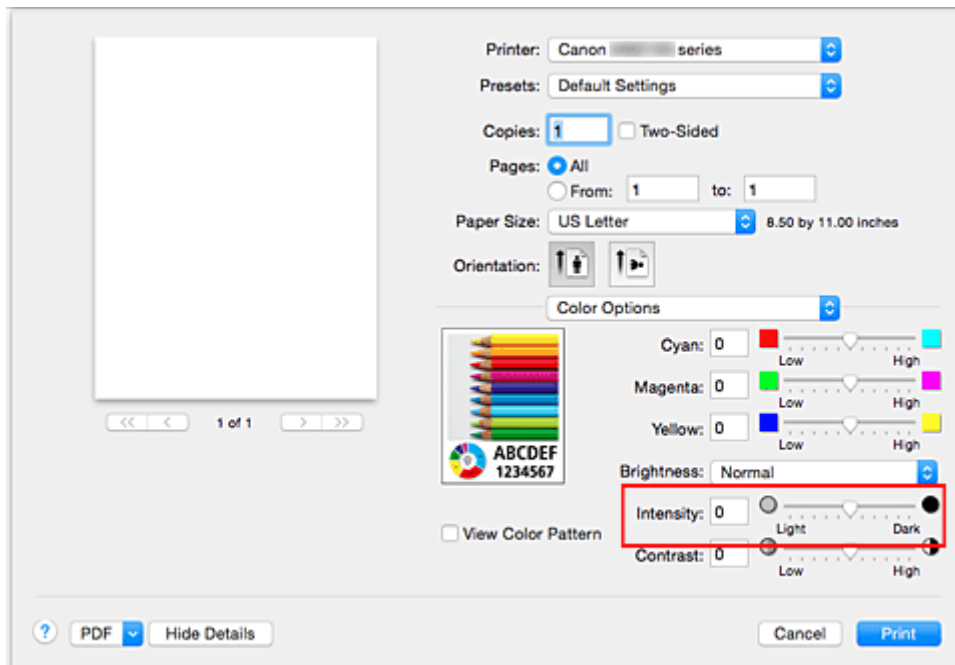 Printer: Canon series
Presets: Default Settings
Copies: 1 Two-Sided
Pages: All
From: 1 to: 1
Paper Size: US Letter 8.50 by 11.00 inches
Orientation:
Color Options
Cyan: 0
Low High
Magenta: 0
Low High
Yellow: 0
Low High
ABCDEF
1234567
Brightness: Normal
Intensity: 0
Light Dark
View Color Pattern
Contrast: 0
Low High
<< < 1 of 1 > >>
? PDF Hide Details Cancel Print